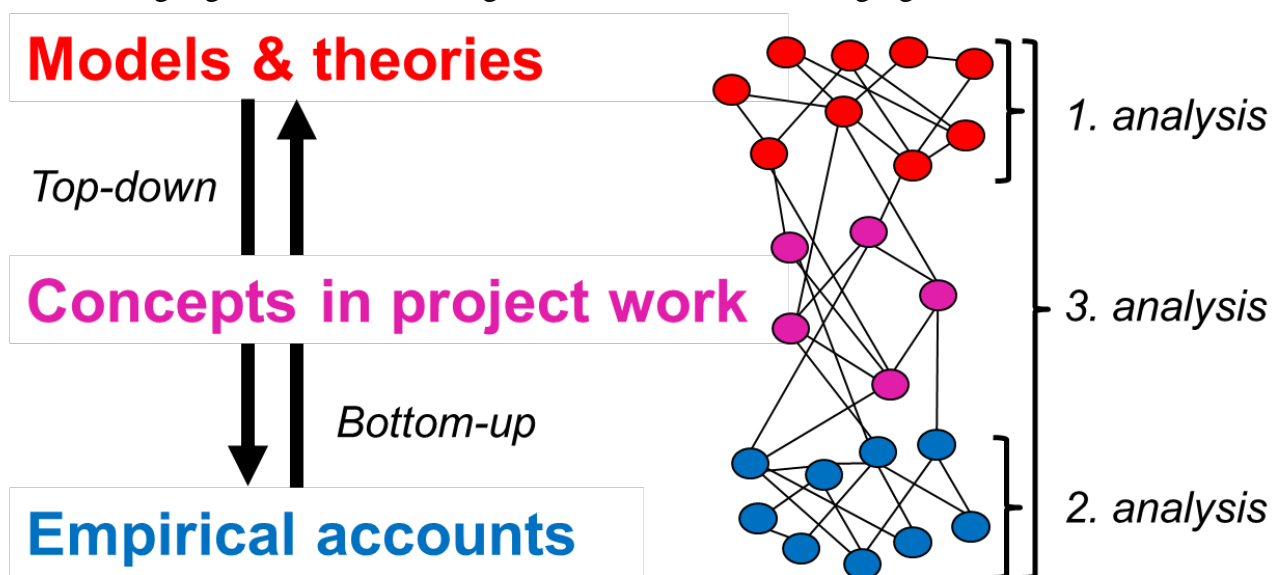 Models & theories
1. analysis
Top-down
Concepts in project work
3. analysis
Bottom-up
2. analysis
Empirical accounts